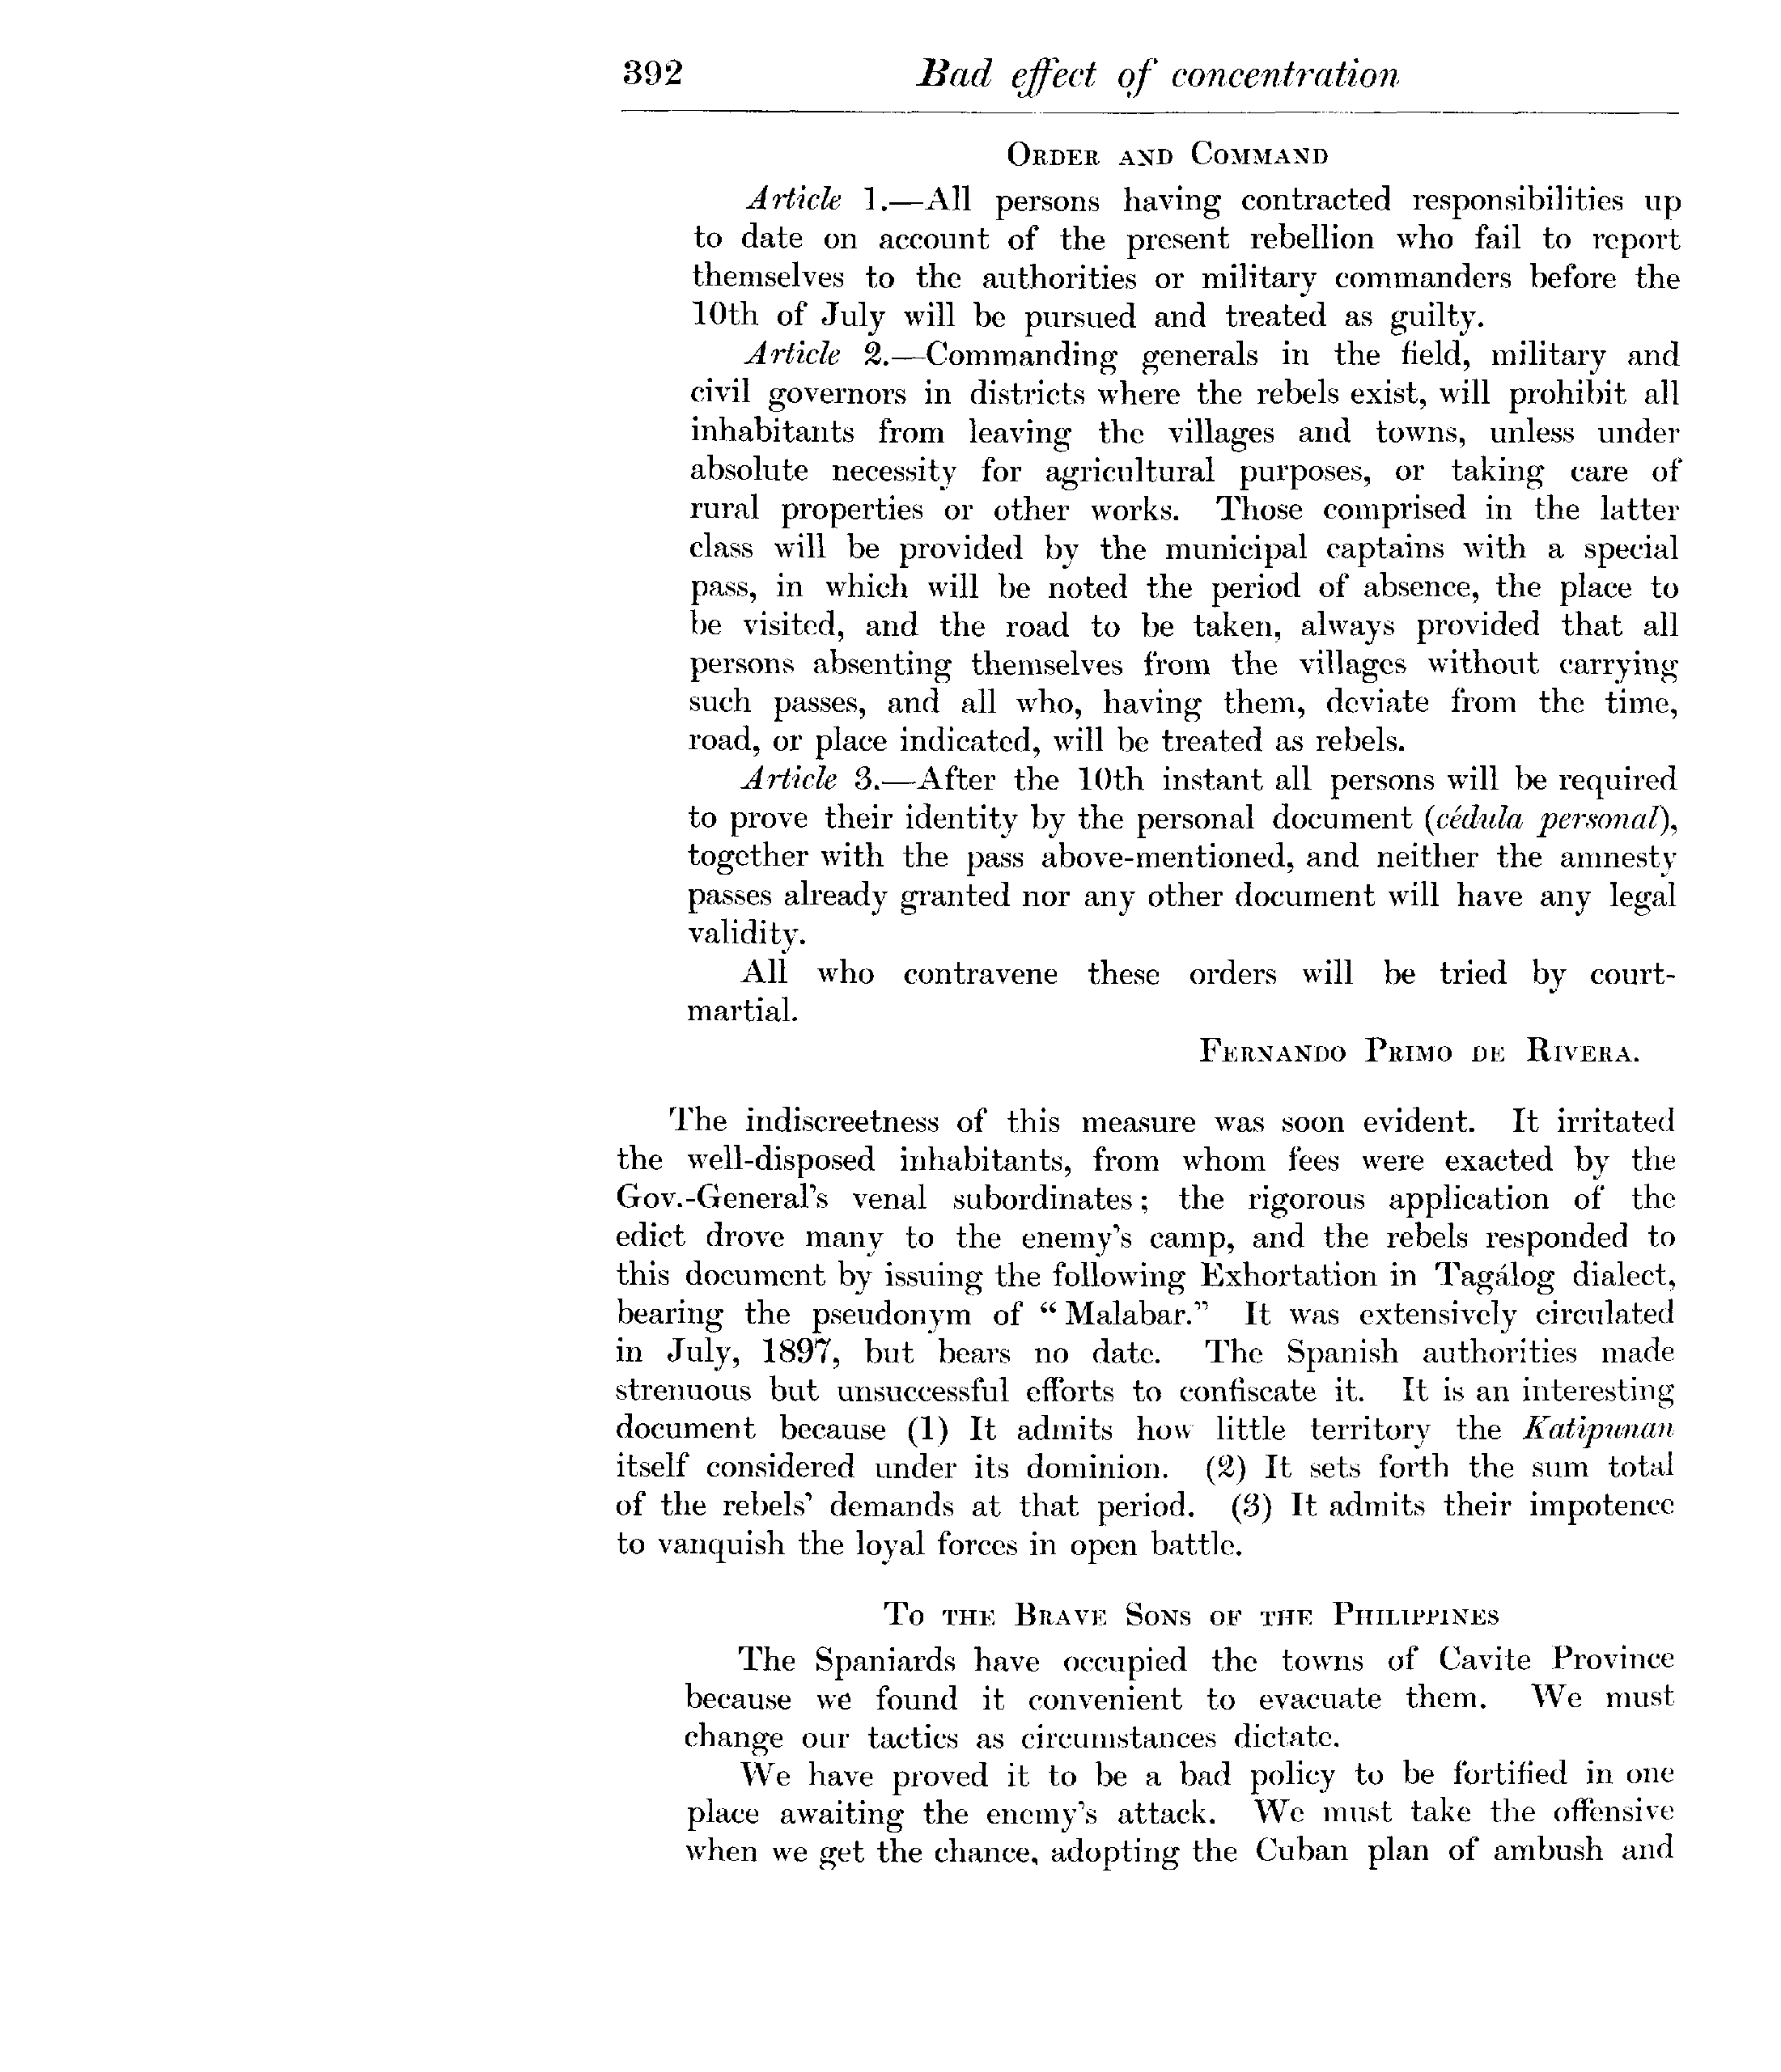 392 Bad effect of concentration
ORDER AND COMMAND
Article 1.—All persons having contracted responsibilities up
to date on account of the present rebellion who fail to report
themselves to the authorities or military commanders before the
10th of July will be pursued and treated as guilty.
Article 2.—Commanding generals in the field, military and
civil governors in districts where the rebels exist, will prohibit all
inhabitants from leaving the villages and towns, unless under
absolute necessity for agricultural purposes, or taking care of
rural properties or other works. Those comprised in the latter
class will be provided by the municipal captains with a special
pass, in which will be noted the period of absence, the place to
be visited, and the road to be taken, always provided that all
persons absenting themselves from the villages without carrying
such passes, and all who, having them, deviate from the time,
road, or place indicated, will be treated as rebels.
Article 3.—After the 10th instant all persons will be required
to prove their identity by the personal document (cédula personal),
together with the pass above-mentioned, and neither the amnesty
passes already granted nor any other document will have any legal
validity.
All who contravene these orders will be tried by court-
martial.
FERNANDO PRIMO DE RIVERA.
The indiscreetness of this measure was soon evident. It irritated
the well-disposed inhabitants, from whom fees were exacted by the
Gov.-General's venal subordinates; the rigorous application of the
edict drove many to the enemy's camp, and the rebels responded to
this document by issuing the following Exhortation in Tagálog dialect,
bearing the pseudonym of “Malabar.” It was extensively circulated
in July, 1897, but bears no date. The Spanish authorities made
strenuous but unsuccessful efforts to confiscate it. It is an interesting
document because (1) It admits how little territory the Katipunan
itself considered under its dominion. (2) It sets forth the sum total
of the rebels' demands at that period. (3) It admits their impotence
to vanquish the loyal forces in open battle.
TO THE BRAVE SONS OF THE PHILIPPINES
The Spaniards have occupied the towns of Cavite Province
because we found it convenient to evacuate them. We must
change our tactics as circumstances dictate.
We have proved it to be a bad policy to be fortified in one
place awaiting the enemy's attack. We must take the offensive
when we get the chance, adopting the Cuban plan of ambush and